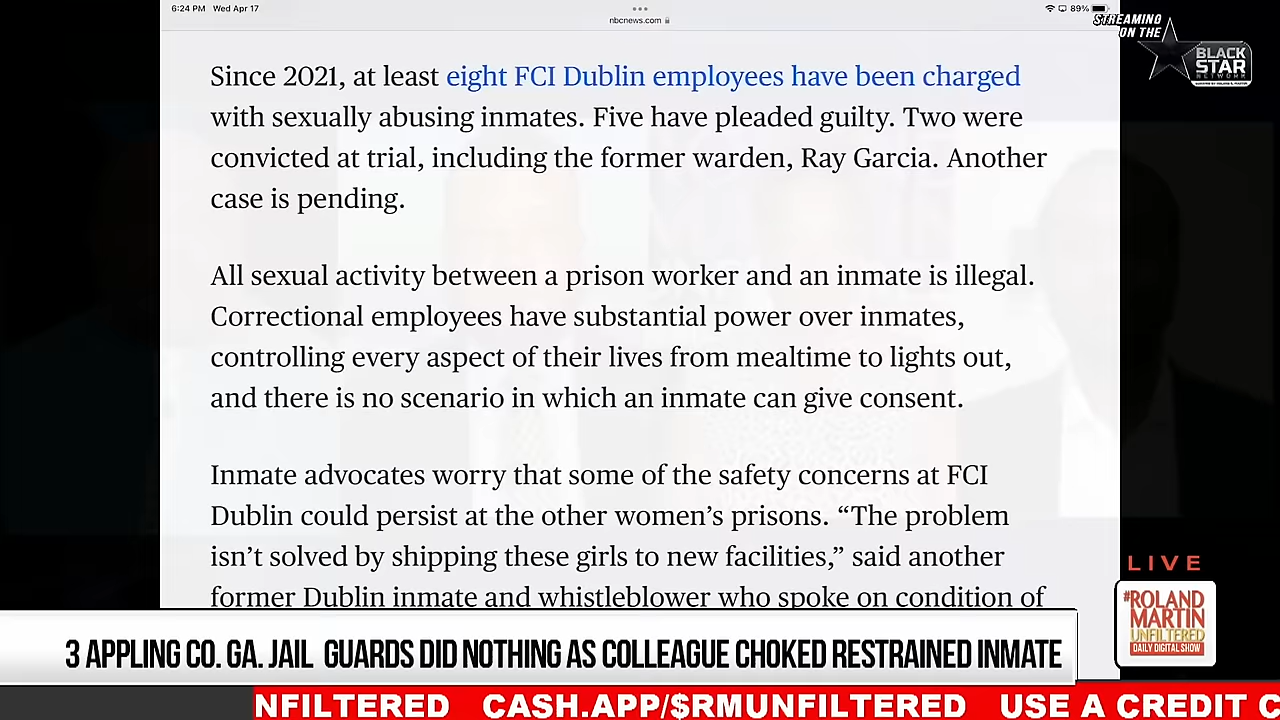 6:24 PM Wed Apr 17
89%
nbcnews.com
STREAMING
ON THE
BLACK
STAR
NETWORK
Since 2021, at least eight FCI Dublin employees have been charged
with sexually abusing inmates. Five have pleaded guilty. Two were
convicted at trial, including the former warden, Ray Garcia. Another
case is pending.
All sexual activity between a prison worker and an inmate is illegal.
Correctional employees have substantial power over inmates,
controlling every aspect of their lives from mealtime to lights out,
and there is no scenario in which an inmate can give consent.
Inmate advocates worry that some of the safety concerns at FCI
Dublin could persist at the other women’s prisons. “The problem
isn’t solved by shipping these girls to new facilities,” said another
former Dublin inmate and whistleblower who spoke on condition of
LIVE
#ROLAND
MARTIN
UNFILTERED
DAILY DIGITAL SHOW
3 APPLING CO. GA. JAIL GUARDS DID NOTHING AS COLLEAGUE CHOKED RESTRAINED INMATE
NFILTERED CASH.APP/$RMUNFILTERED USE A CREDIT C